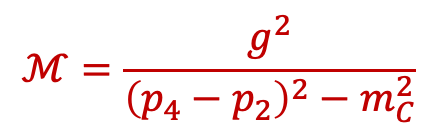 ℳ = g² / ((p₄ − p₂)² − m_C²)